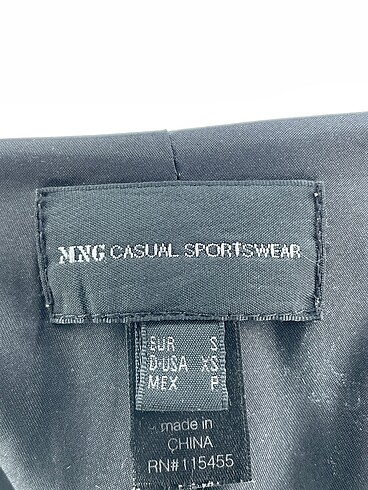 MNG CASUAL SPORTSWEAR
EUR S
D-USA XS
MEX P
made in
CHINA
RN#115455